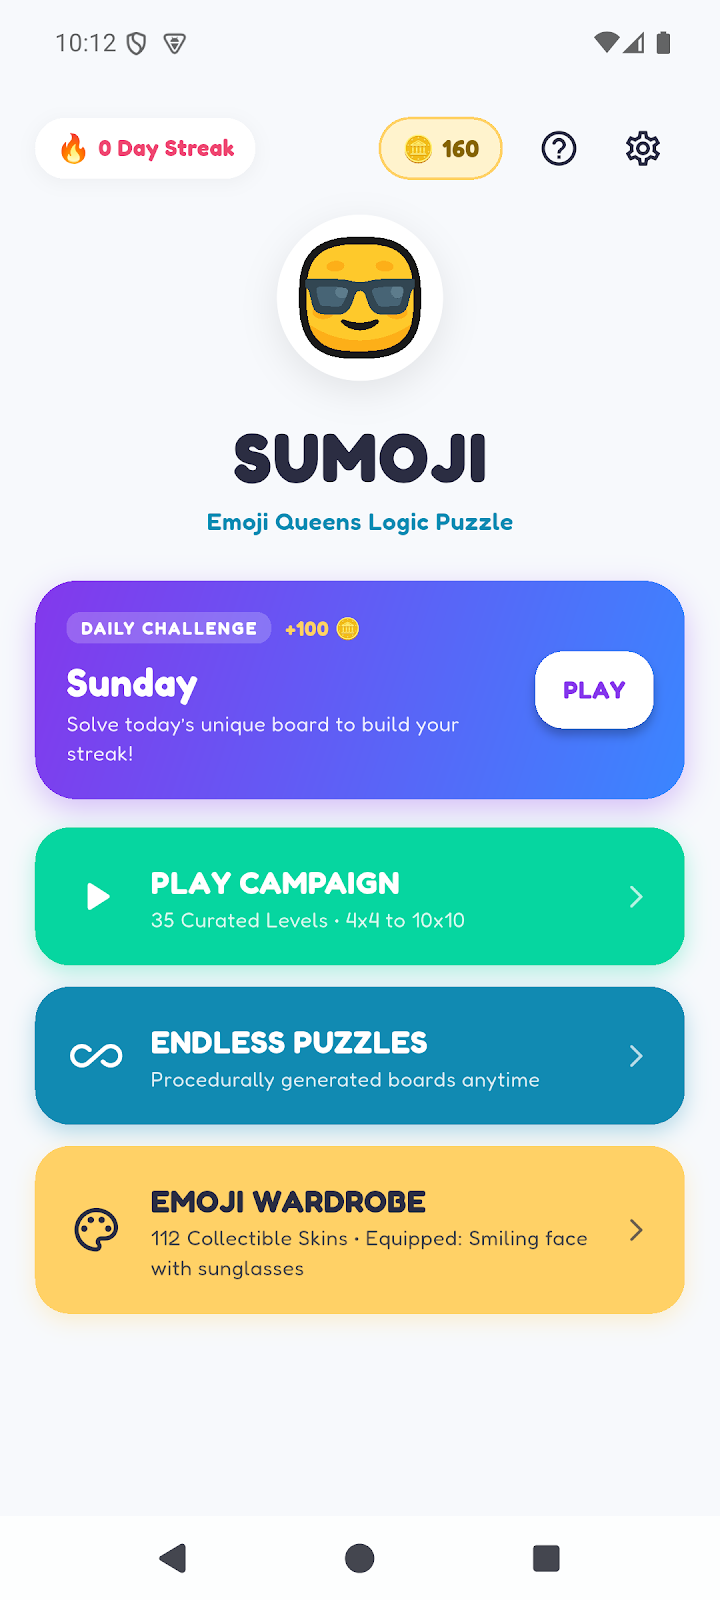 10:12
0 Day Streak
160
SUMOJI
Emoji Queens Logic Puzzle
DAILY CHALLENGE +100
Sunday
Solve today's unique board to build your
streak!
PLAY
PLAY CAMPAIGN
35 Curated Levels • 4x4 to 10x10
ENDLESS PUZZLES
Procedurally generated boards anytime
EMOJI WARDROBE
112 Collectible Skins • Equipped: Smiling face
with sunglasses